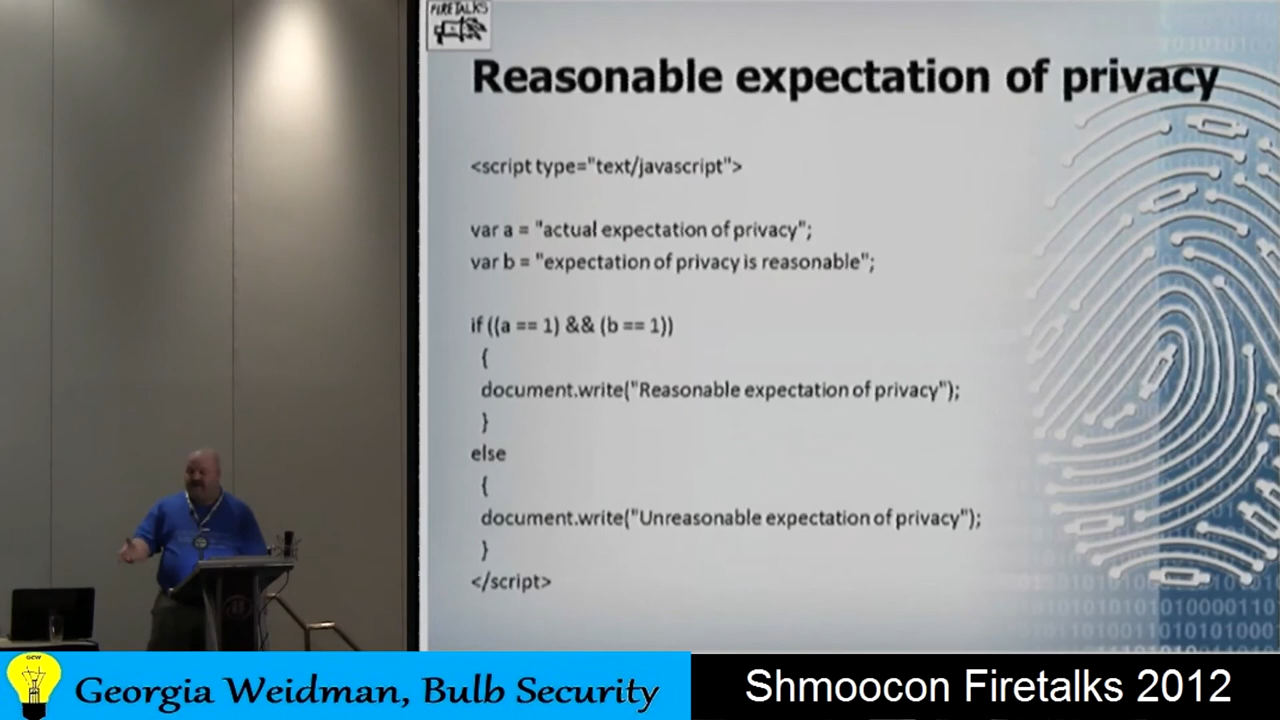 FIRETALKS
Reasonable expectation of privacy
<script type="text/javascript">
var a = "actual expectation of privacy";
var b = "expectation of privacy is reasonable";
if ((a == 1) && (b == 1))
{
document.write("Reasonable expectation of privacy");
}
else
{
document.write("Unreasonable expectation of privacy");
}
</script>
GCW
Georgia Weidman, Bulb Security
Shmoocon Firetalks 2012